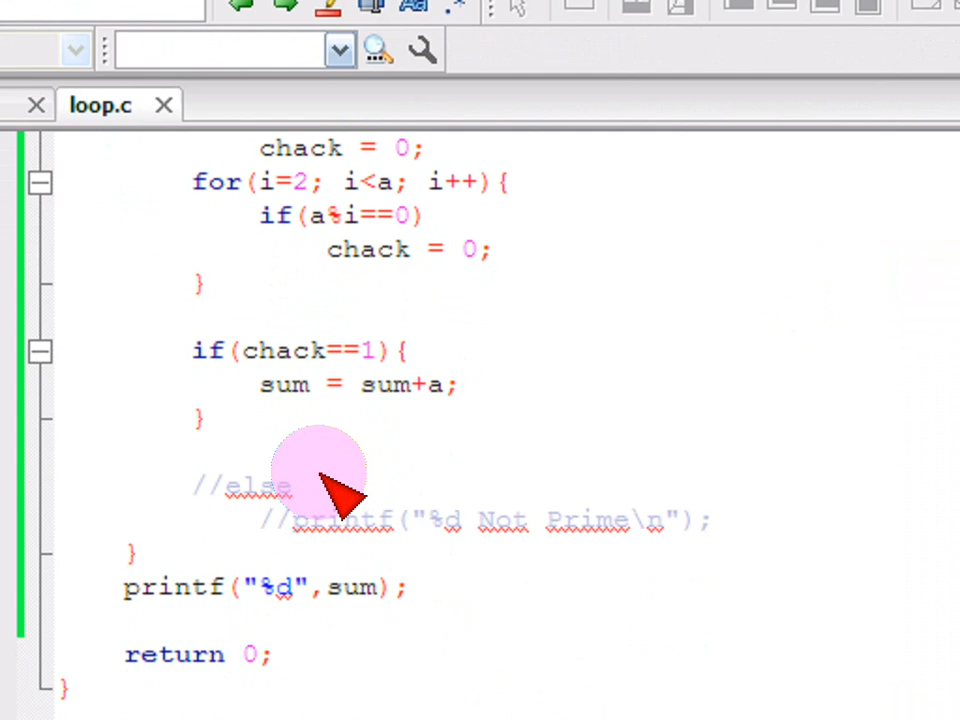 loop.c
chack = 0;
for(i=2; i<a; i++){
if(a%i==0)
chack = 0;
}
if(chack==1){
sum = sum+a;
}
//else
//printf("%d Not Prime\n");
}
printf("%d",sum);
return 0;
}